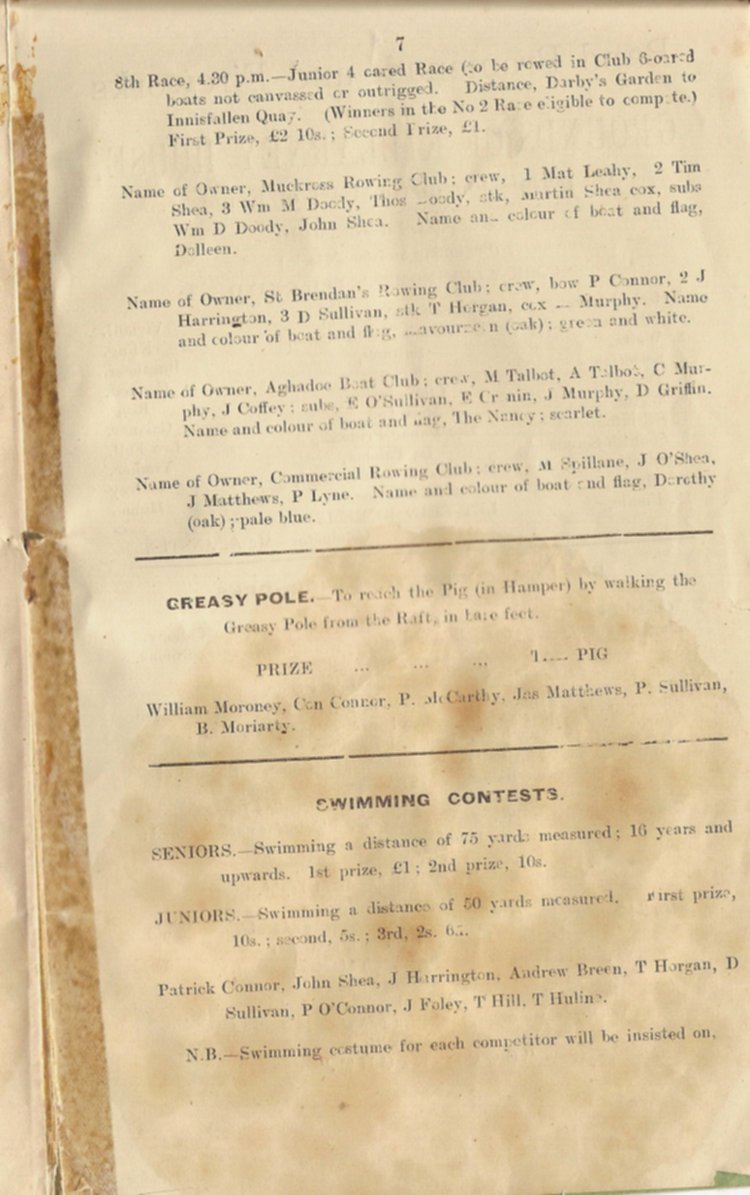 7
8th Race, 4.30 p.m.—Junior 4 oared Race (to be rowed in Club 6-oared
boats not canvassed or outrigged. Distance, Darby's Garden to
Innisfallen Quay. (Winners in the No 2 Race eligible to compete.)
First Prize, £2 10s.; Second Prize, £1.
Name of Owner, Muckross Rowing Club; crew, 1 Mat Leahy, 2 Tim
Shea, 3 Wm M Doody, Thos Doody, stk, Martin Shea cox, subs
Wm D Doody, John Shea. Name and colour of boat and flag,
Dolleen.
Name of Owner, St Brendan's Rowing Club; crew, bow P Connor, 2 J
Harrington, 3 D Sullivan, stk T Horgan, cox — Murphy. Name
and colour of boat and flag, (oak); green and white.
Name of Owner, Aghadoe Boat Club; crew, M Talbot, A Talbot, C Mur-
phy, J Coffey; subs, E O'Sullivan, E Cronin, J Murphy, D Griffin.
Name and colour of boat and flag, The Nancy; scarlet.
Name of Owner, Commercial Rowing Club; crew, M Spillane, J O'Shea,
J Matthews, P Lyne. Name and colour of boat and flag, Dorothy
(oak); pale blue.
GREASY POLE.—To reach the Pig (in Hamper) by walking the
Greasy Pole from the Raft, in bare feet.
PRIZE ... ... ... PIG
William Moroney, Con Connor, P. McCarthy, Jas Matthews, P. Sullivan,
B. Moriarty.
SWIMMING CONTESTS.
SENIORS.—Swimming a distance of 75 yards measured; 16 years and
upwards. 1st prize, £1; 2nd prize, 10s.
JUNIORS.—Swimming a distance of 50 yards measured. First prize,
10s.; second, 5s.; 3rd, 2s. 6d.
Patrick Connor, John Shea, J Harrington, Andrew Breen, T Horgan, D
Sullivan, P O'Connor, J Foley, T Hill, T Huline.
N.B.—Swimming costume for each competitor will be insisted on.